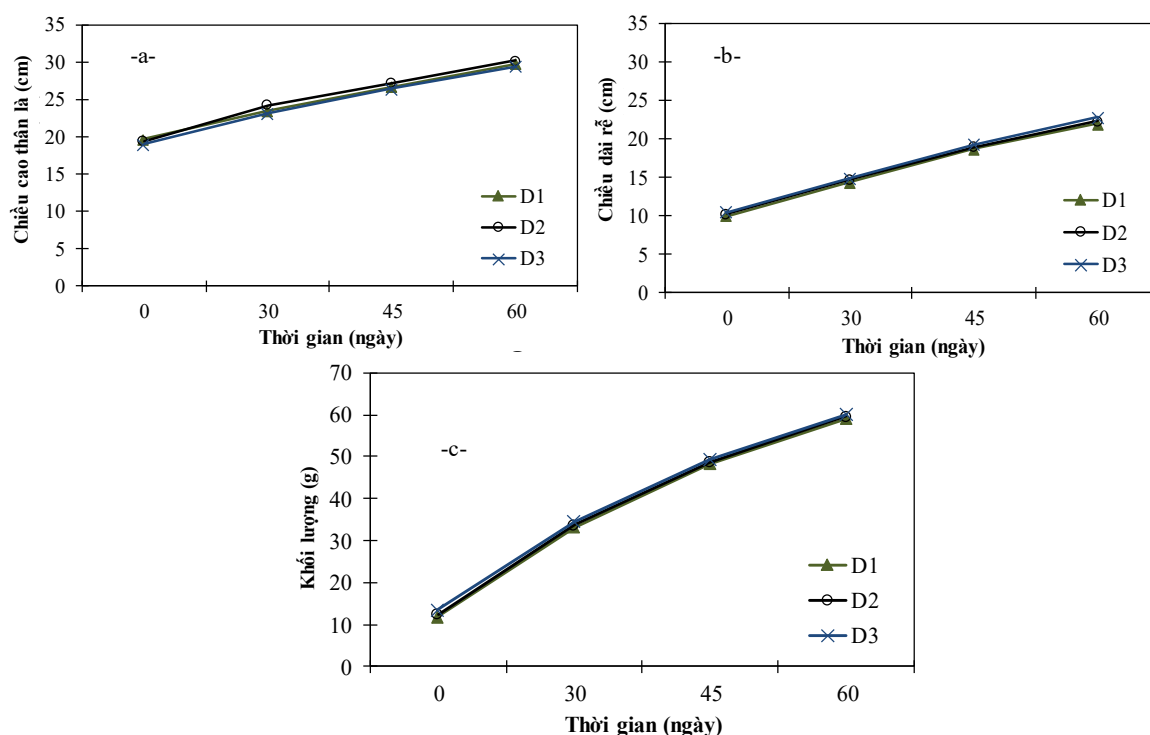 -a-
Chiều cao thân lá (cm)
35
30
25
20
15
10
5
0
D1
D2
D3
0 30 45 60
Thời gian (ngày)
-b-
Chiều dài rễ (cm)
35
30
25
20
15
10
5
0
D1
D2
D3
0 30 45 60
Thời gian (ngày)
-c-
Khối lượng (g)
70
60
50
40
30
20
10
0
D1
D2
D3
0 30 45 60
Thời gian (ngày)